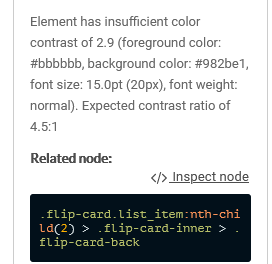 Element has insufficient color
contrast of 2.9 (foreground color:
#bbbbbb, background color: #982be1,
font size: 15.0pt (20px), font weight:
normal). Expected contrast ratio of
4.5:1
Related node:
</> Inspect node
.flip-card.list_item:nth-chi
ld(2) > .flip-card-inner > .
flip-card-back